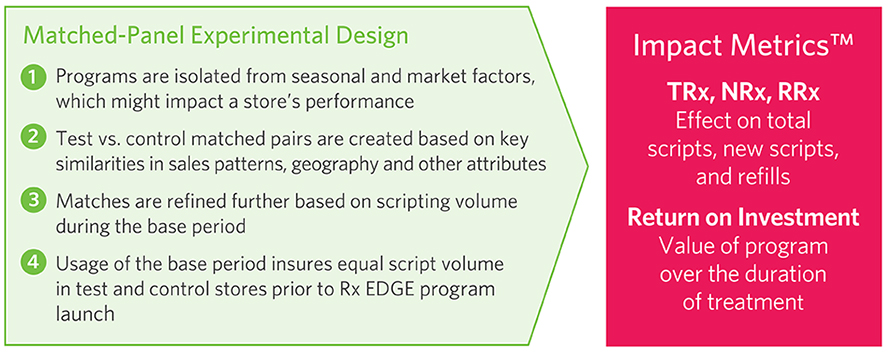 Matched-Panel Experimental Design
1 Programs are isolated from seasonal and market factors,
which might impact a store's performance
2 Test vs. control matched pairs are created based on key
similarities in sales patterns, geography and other attributes
3 Matches are refined further based on scripting volume
during the base period
4 Usage of the base period insures equal script volume
in test and control stores prior to Rx EDGE program
launch
Impact Metrics™
TRx, NRx, RRx
Effect on total
scripts, new scripts,
and refills
Return on Investment
Value of program
over the duration
of treatment